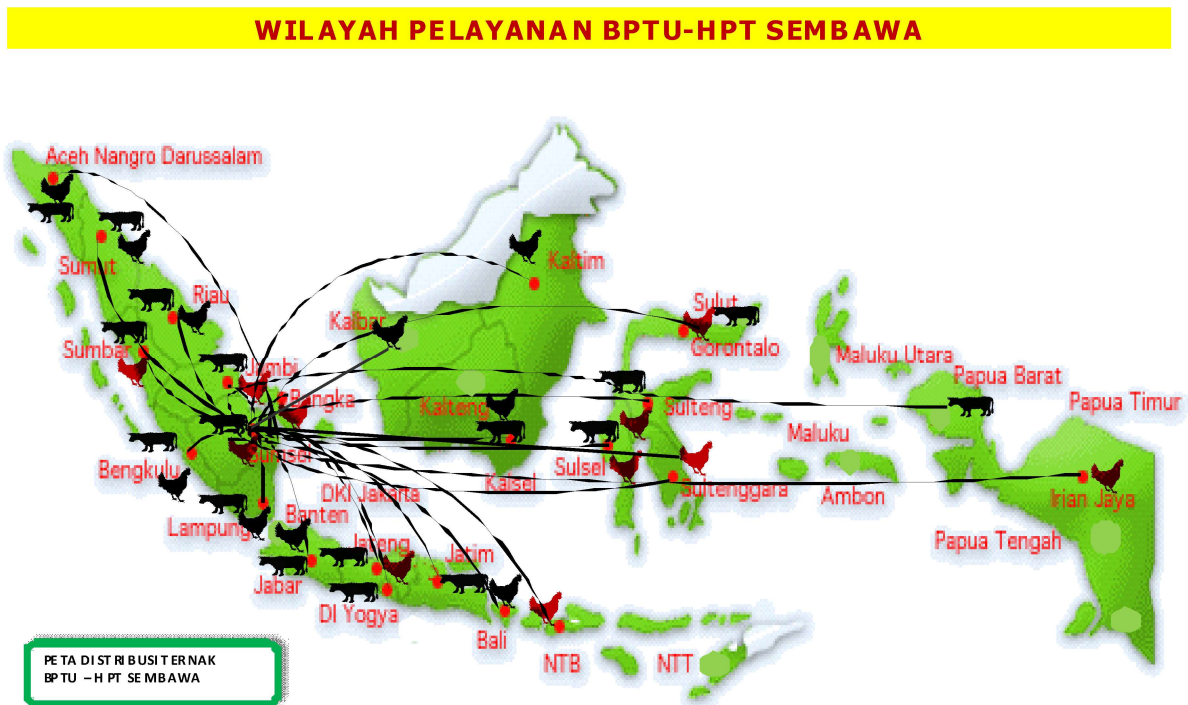 WILAYAH PELAYANAN BPTU-HPT SEMBAWA
Aceh Nangro Darussalam
Sumut
Riau
Sumbar
Jambi
Bangka
Sumsel
Bengkulu
Lampung
Kalbar
Kaltim
Kalteng
Kalsel
Sulut
Gorontalo
Sulteng
Sulsel
Sultenggara
Maluku Utara
Maluku
Ambon
Papua Barat
Papua Timur
Irian Jaya
Papua Tengah
DKI Jakarta
Banten
Jabar
Jateng
DI Yogya
Jatim
Bali
NTB
NTT
PETA DISTRIBUSI TERNAK
BPTU – HPT SEMBAWA